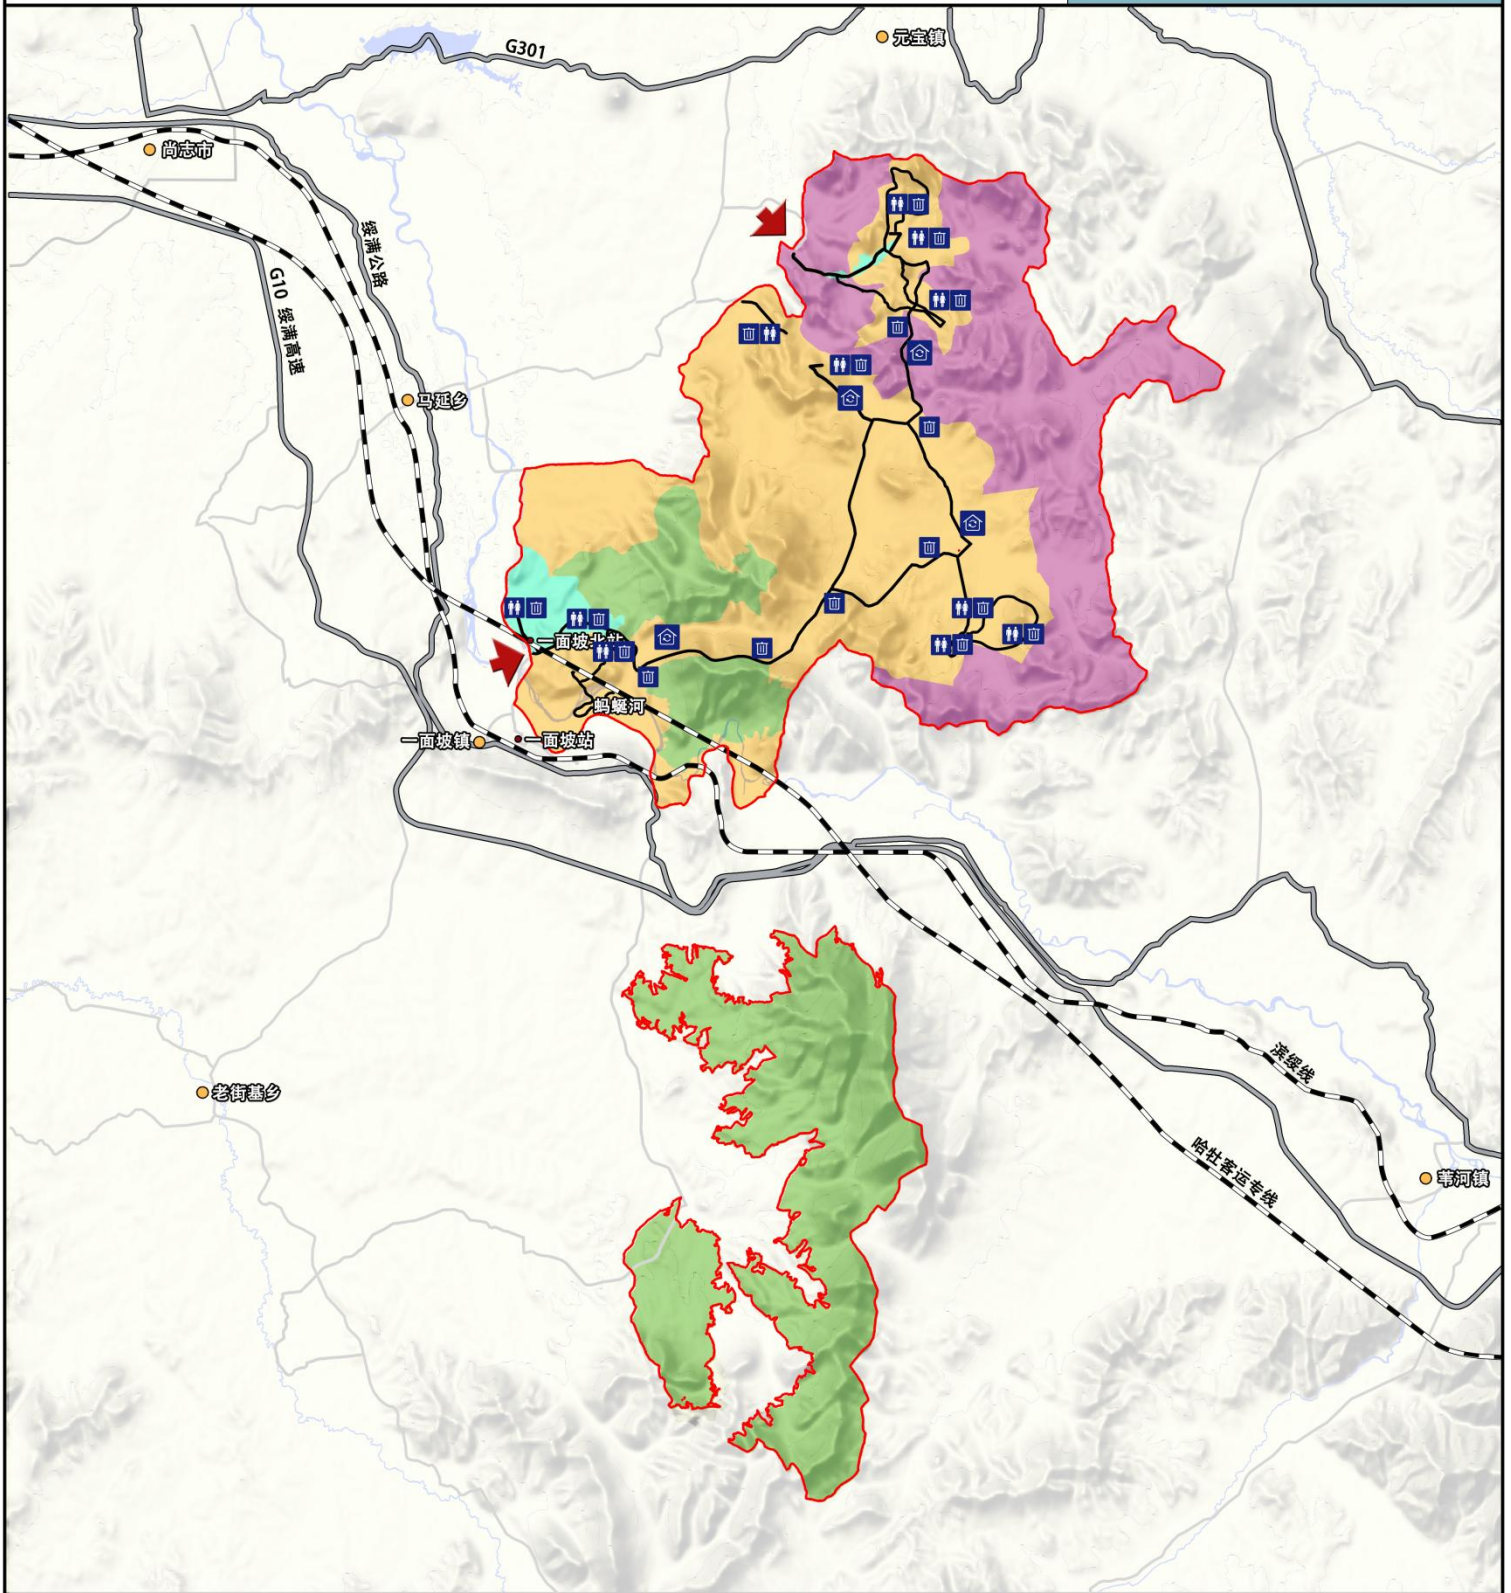 元宝镇
G301
尚志市
绥满公路
G10 绥满高速
马延乡
一面坡北站
蚂蜒河
一面坡镇
一面坡站
滨绥线
老街基乡
哈牡客运专线
苇河镇